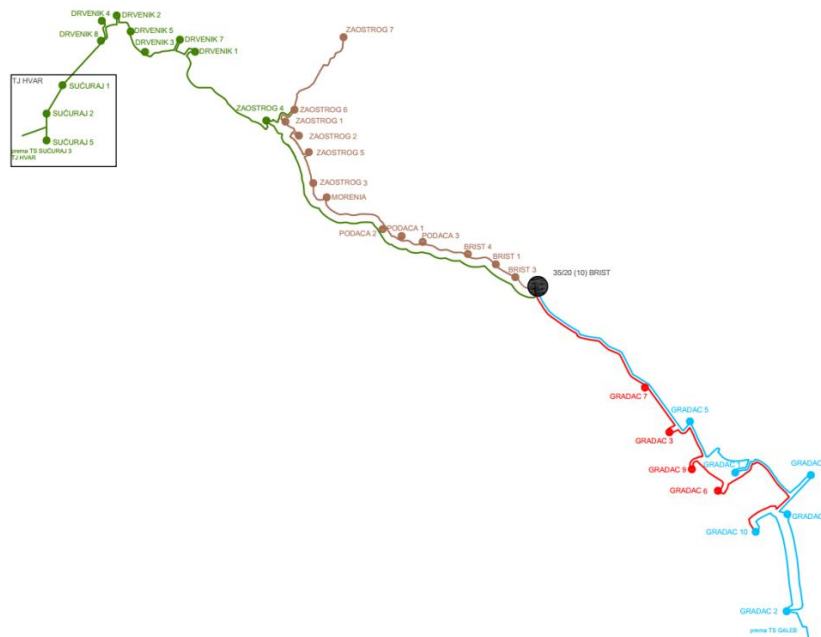 DRVENIK 4
DRVENIK 2
DRVENIK 8
DRVENIK 5
DRVENIK 3
DRVENIK 7
DRVENIK 1
ZAOSTROG 7
TJ HVAR
SUĆURAJ 1
SUĆURAJ 2
SUĆURAJ 5
prema TS SUĆURAJ 3
TJ HVAR
ZAOSTROG 4
ZAOSTROG 6
ZAOSTROG 1
ZAOSTROG 2
ZAOSTROG 5
ZAOSTROG 3
MORENIA
PODACA 2
PODACA 1
PODACA 3
BRIST 4
BRIST 1
BRIST 3
35/20 (10) BRIST
GRADAC 7
GRADAC 5
GRADAC 3
GRADAC 9
GRADAC 1
GRADAC
GRADAC 6
GRADAC
GRADAC 10
GRADAC 2
prema TS GALEB